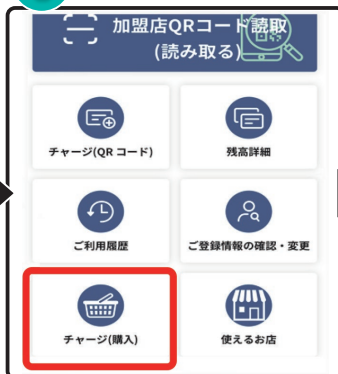 加盟店QRコード読取
(読み取る)
チャージ(QRコード)
残高詳細
ご利用履歴
ご登録情報の確認・変更
チャージ(購入)
使えるお店